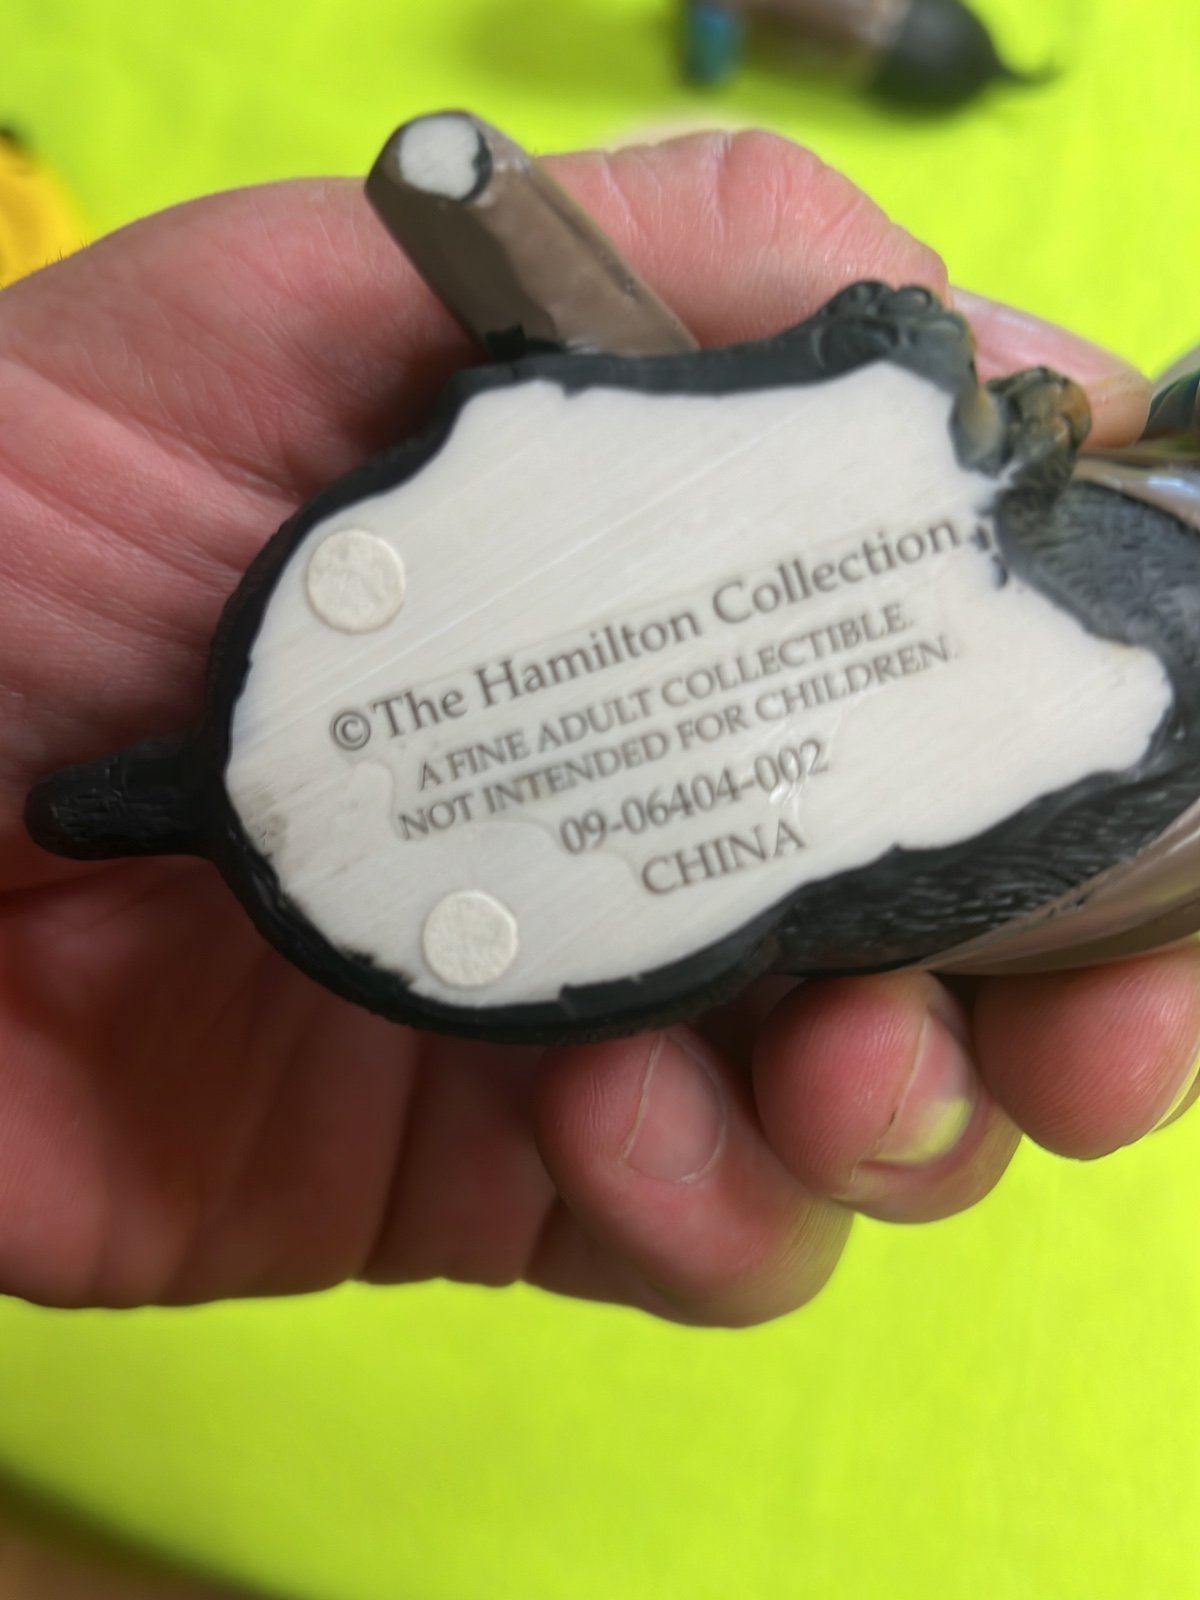 ©The Hamilton Collection
A FINE ADULT COLLECTIBLE.
NOT INTENDED FOR CHILDREN.
09-06404-002
CHINA